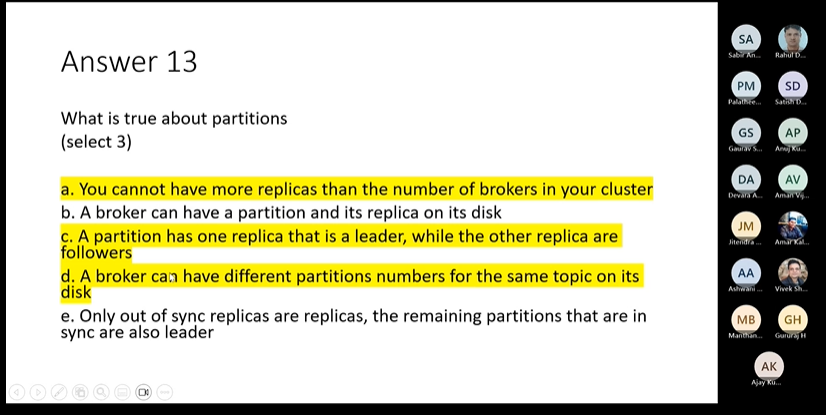 Answer 13
What is true about partitions
(select 3)
a. You cannot have more replicas than the number of brokers in your cluster
b. A broker can have a partition and its replica on its disk
c. A partition has one replica that is a leader, while the other replica are
followers
d. A broker can have different partitions numbers for the same topic on its
disk
e. Only out of sync replicas are replicas, the remaining partitions that are in
sync are also leader
SA
Sabir An... Rahul D...
PM SD
Palathee... Satish D...
GS AP
Gaurav S... Anuj Ku...
DA AV
Devara A... Aman Vij...
JM
Jitendra ... Amar Kal...
AA
Ashwani ... Vivek Sh...
MB GH
Manthan... Gururaj H
AK
Ajay Ku...